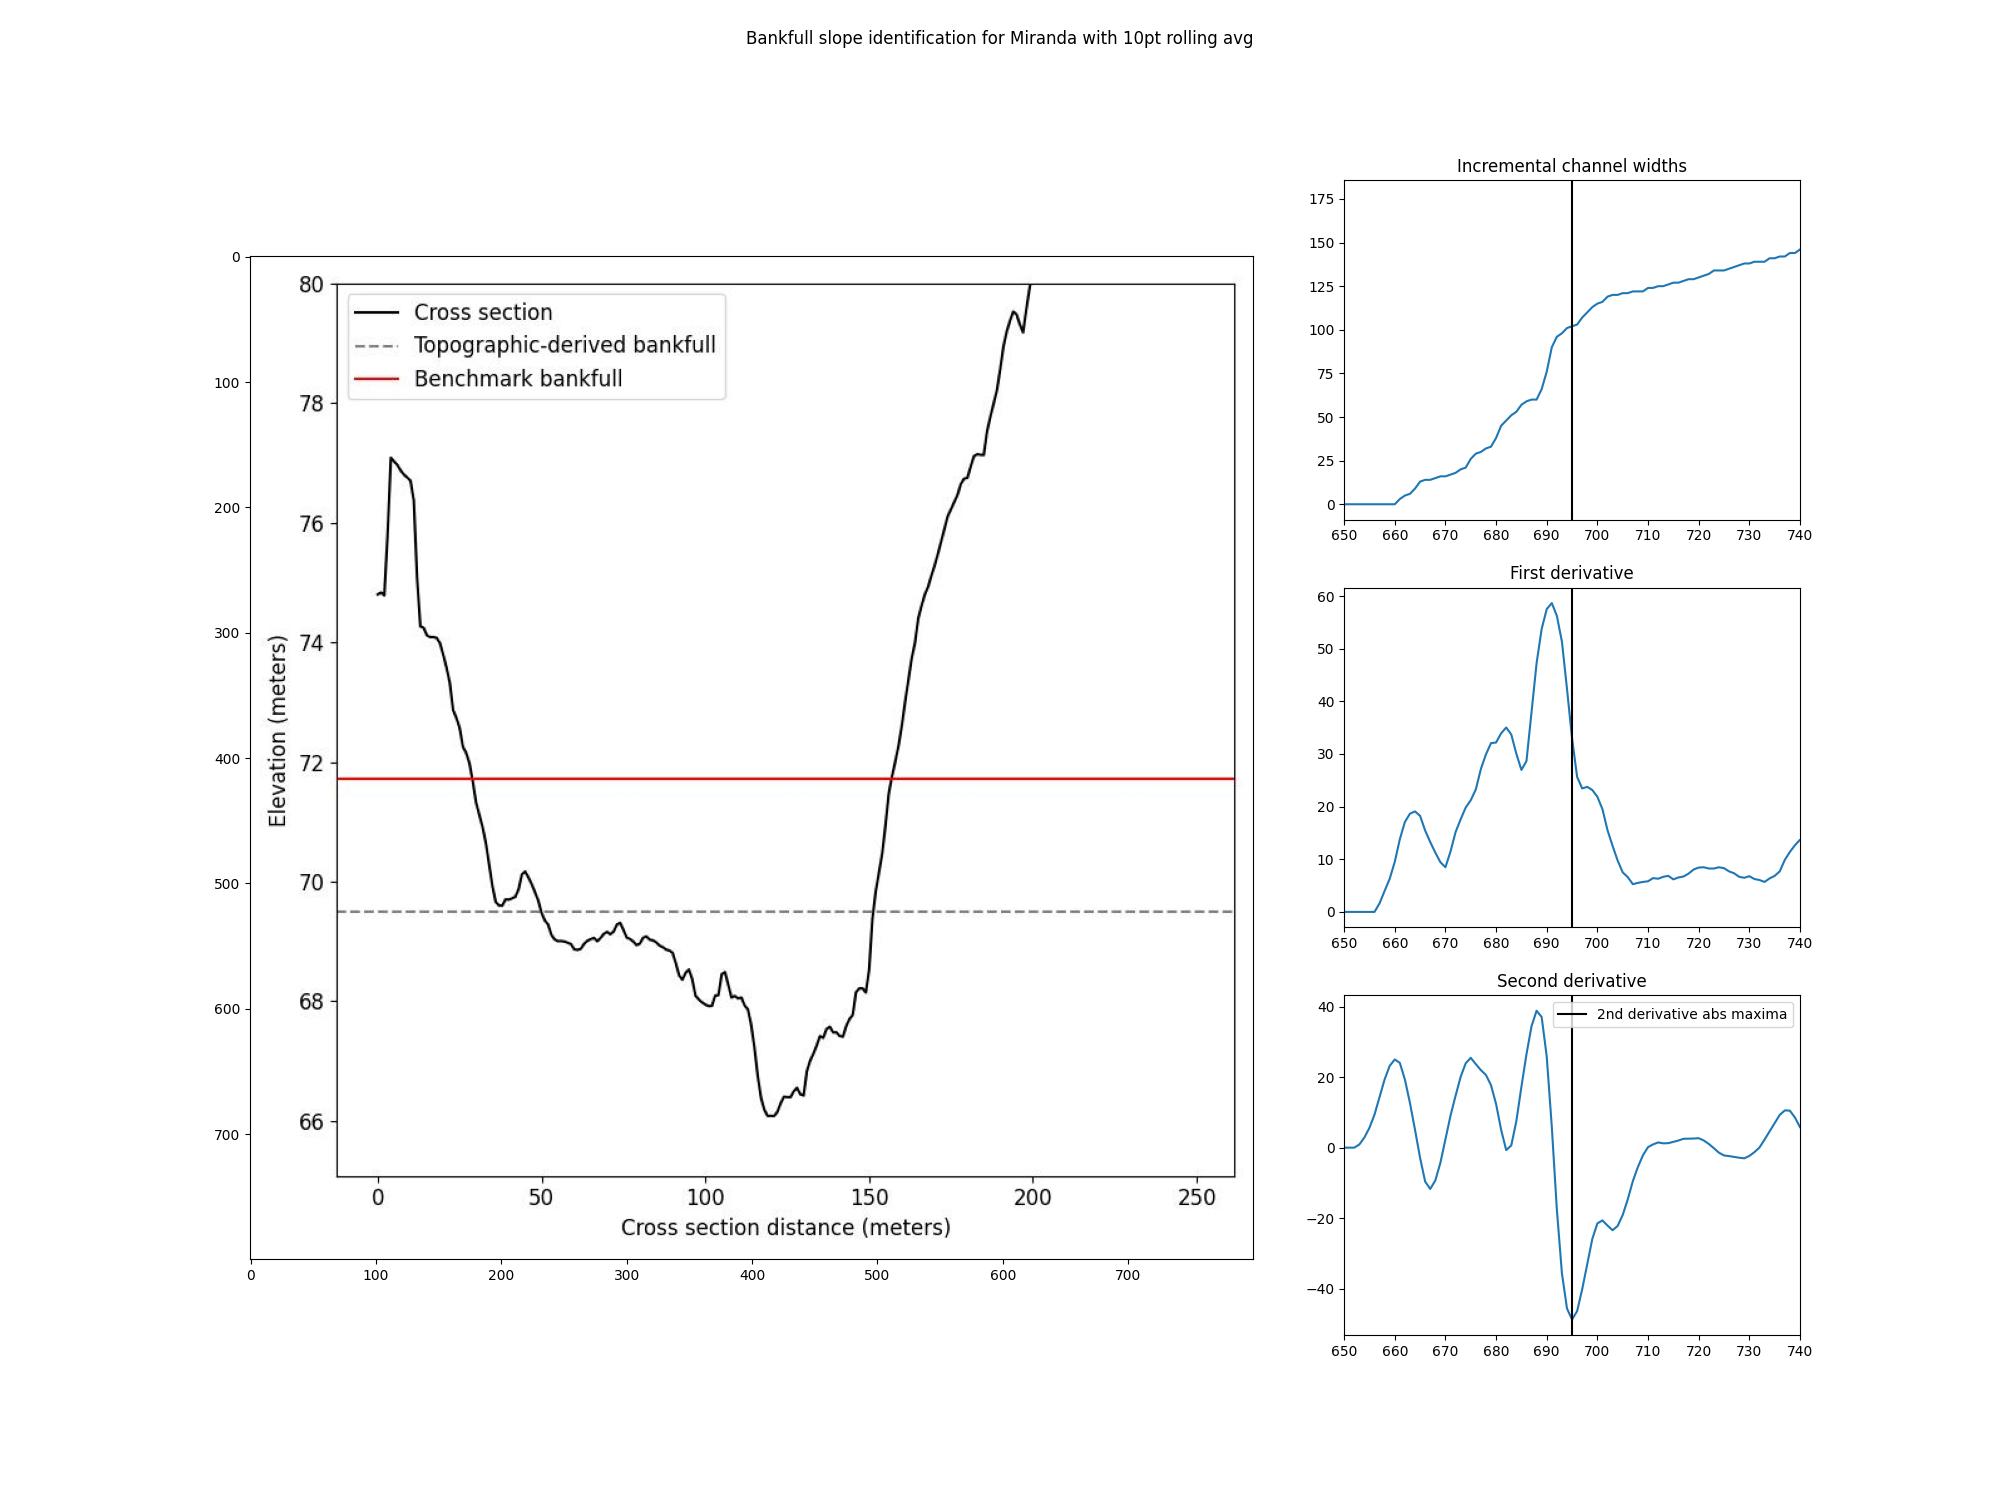 Bankfull slope identification for Miranda with 10pt rolling avg
0
100
200
300
400
500
600
700
0 100 200 300 400 500 600 700
80
78
76
74
72
70
68
66
Elevation (meters)
Cross section
Topographic-derived bankfull
Benchmark bankfull
0 50 100 150 200 250
Cross section distance (meters)
Incremental channel widths
175
150
125
100
75
50
25
0
650 660 670 680 690 700 710 720 730 740
First derivative
60
50
40
30
20
10
0
650 660 670 680 690 700 710 720 730 740
Second derivative
2nd derivative abs maxima
40
20
0
−20
−40
650 660 670 680 690 700 710 720 730 740